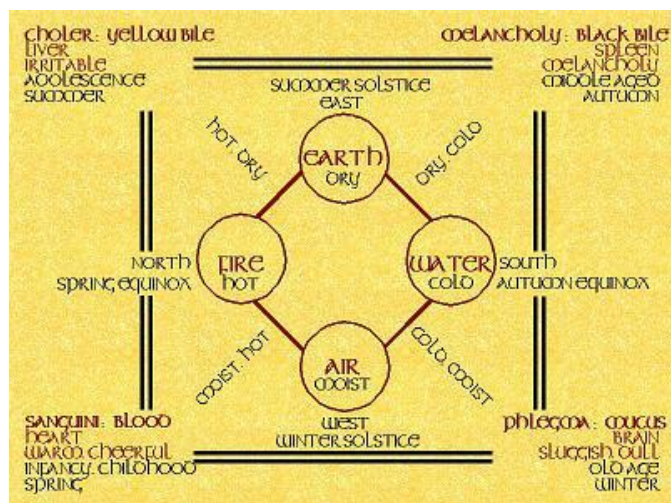 CHOLER: YELLOW BILE
LIVER
IRRITABLE
ADOLESCENCE
SUMMER
MELANCHOLY: BLACK BILE
SPLEEN
MELANCHOLY
MIDDLE AGED
AUTUMN
SUMMER SOLSTICE
EAST
HOT, DRY
EARTH
DRY
DRY, COLD
NORTH
SPRING EQUINOX
FIRE
HOT
WATER
COLD
SOUTH
AUTUMN EQUINOX
MOIST, HOT
AIR
MOIST
COLD, MOIST
WEST
WINTER SOLSTICE
SANGUINI: BLOOD
HEART
WARM, CHEERFUL
INFANCY, CHILDHOOD
SPRING
PHLEGMA: MUCUS
BRAIN
SLUGGISH, DULL
OLD AGE
WINTER